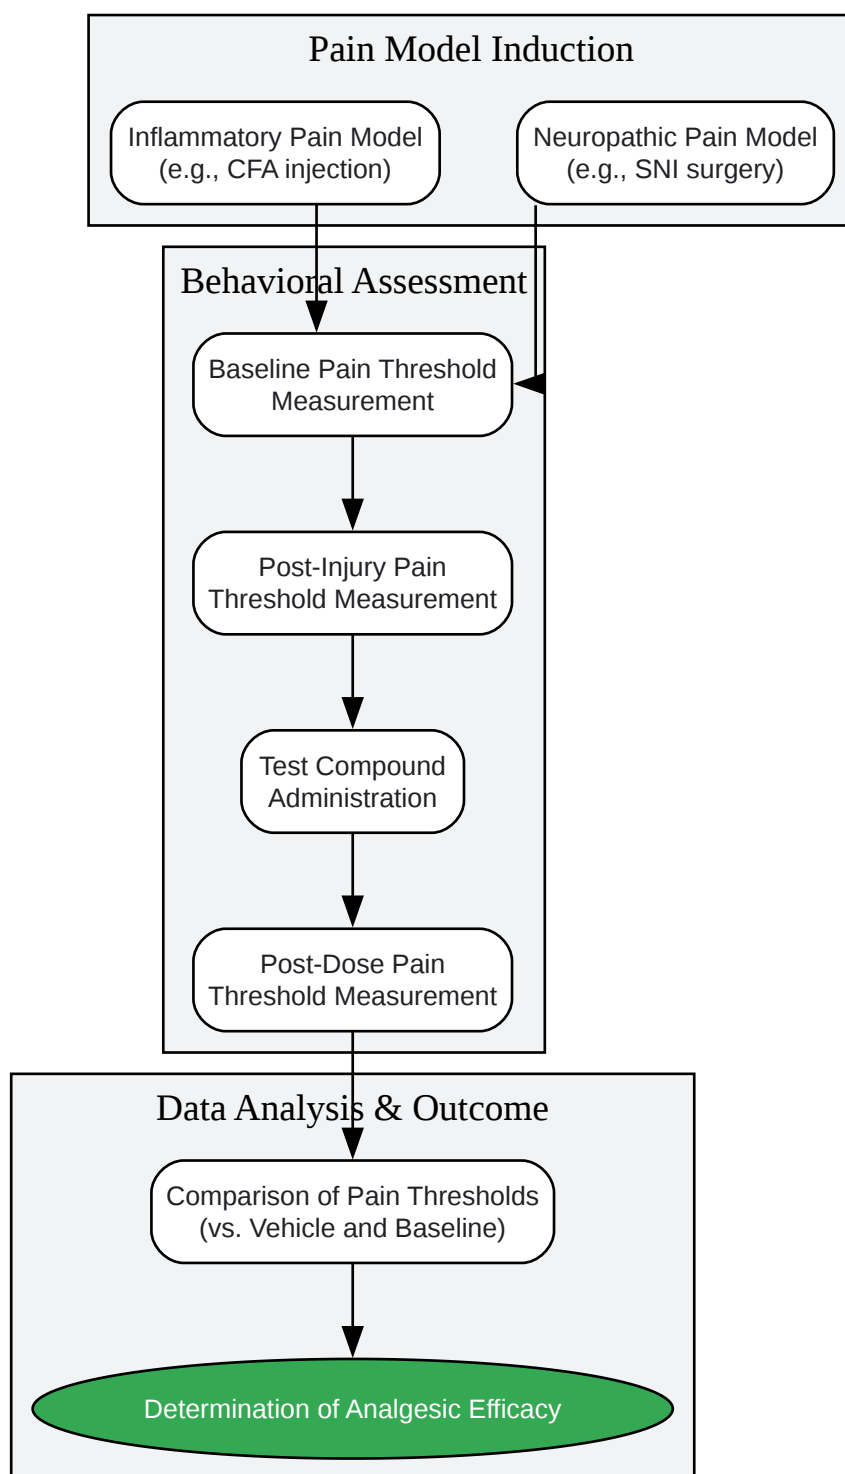 Pain Model Induction
Inflammatory Pain Model
(e.g., CFA injection)
Neuropathic Pain Model
(e.g., SNI surgery)
Behavioral Assessment
Baseline Pain Threshold
Measurement
Post-Injury Pain
Threshold Measurement
Test Compound
Administration
Post-Dose Pain
Threshold Measurement
Data Analysis & Outcome
Comparison of Pain Thresholds
(vs. Vehicle and Baseline)
Determination of Analgesic Efficacy